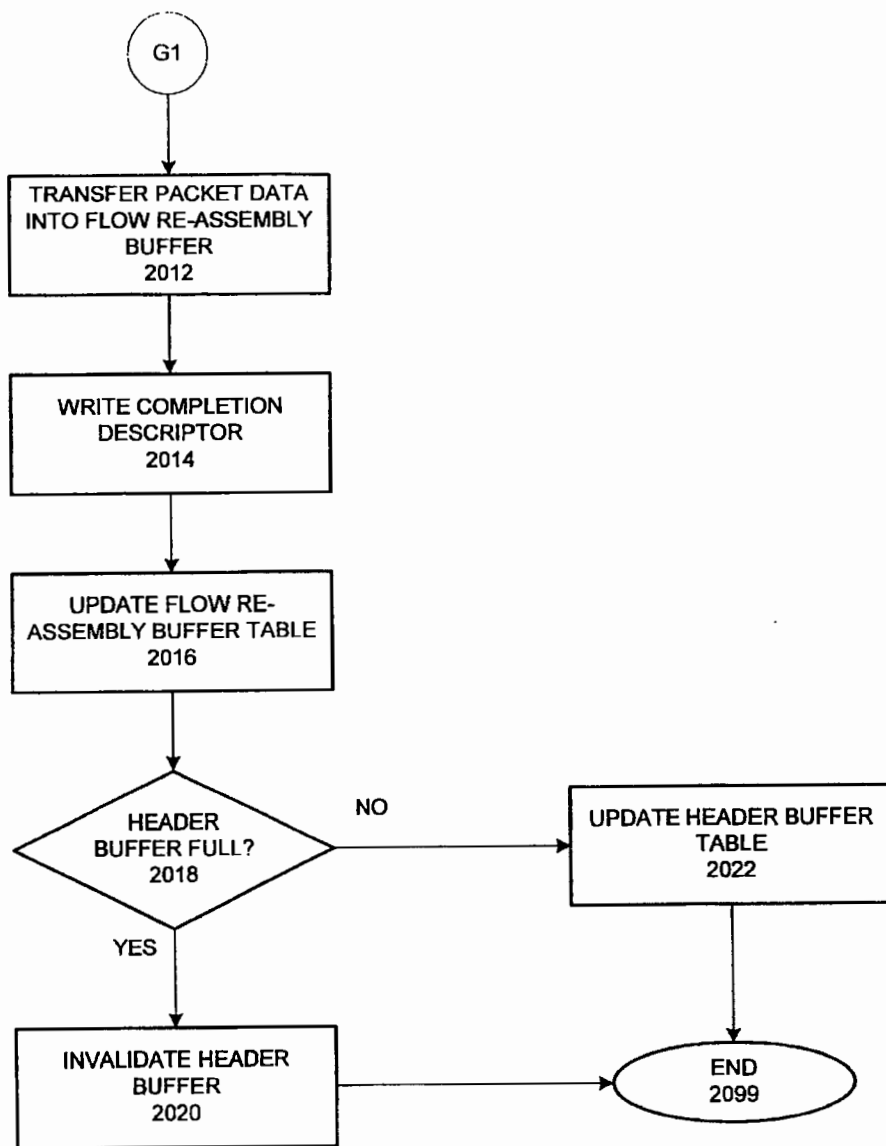 G1
TRANSFER PACKET DATA
INTO FLOW RE-ASSEMBLY
BUFFER
2012
WRITE COMPLETION
DESCRIPTOR
2014
UPDATE FLOW RE-
ASSEMBLY BUFFER TABLE
2016
HEADER
BUFFER FULL?
2018
NO
UPDATE HEADER BUFFER
TABLE
2022
YES
INVALIDATE HEADER
BUFFER
2020
END
2099